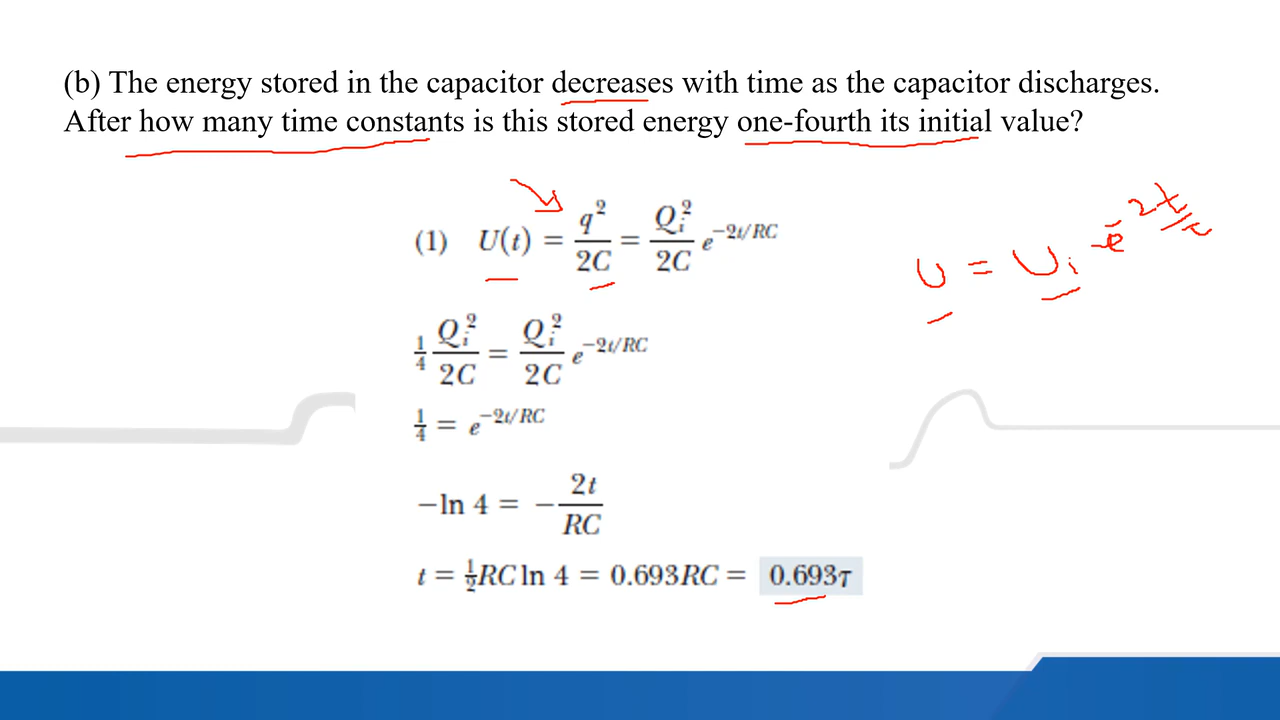 (b) The energy stored in the capacitor decreases with time as the capacitor discharges.
After how many time constants is this stored energy one-fourth its initial value?
(1) U(t) = q²/2C = Qᵢ²/2C e^(−2t/RC)
U = Uᵢ e^(-2t/τ)
1/4 Qᵢ²/2C = Qᵢ²/2C e^(−2t/RC)
1/4 = e^(−2t/RC)
−ln 4 = −2t/RC
t = ½RC ln 4 = 0.693RC = 0.693τ